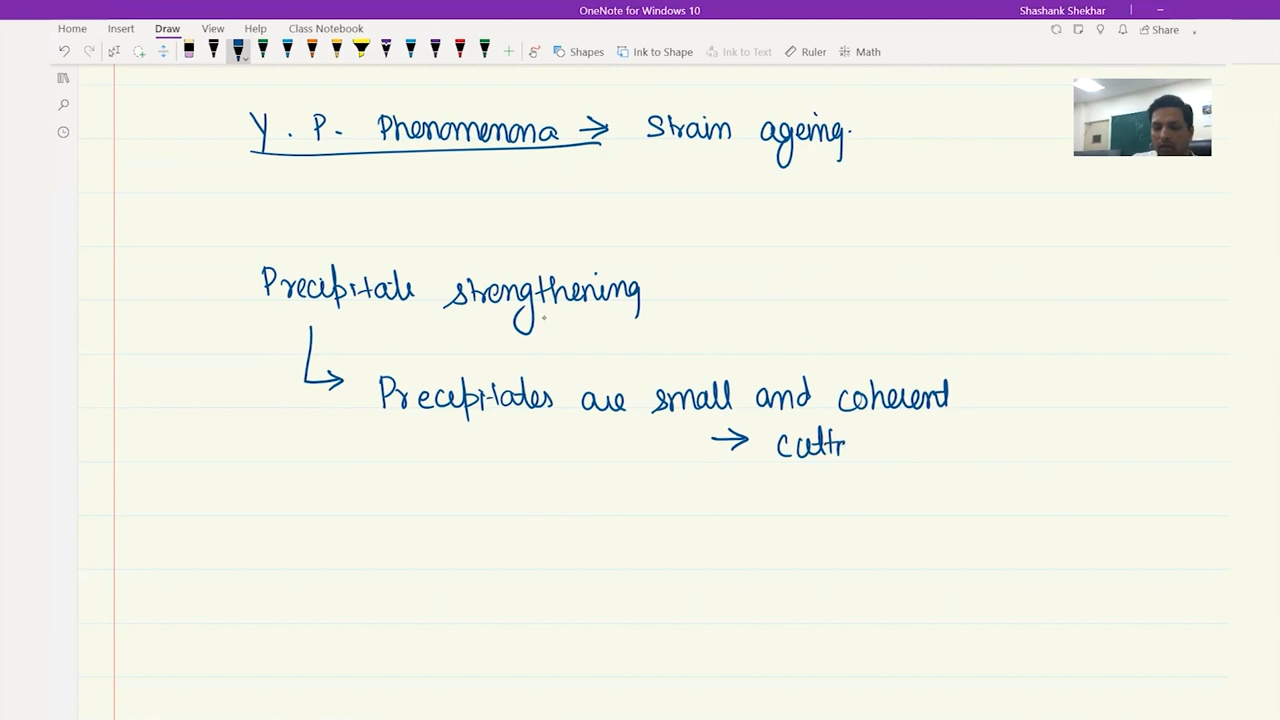 OneNote for Windows 10
Shashank Shekhar
Home Insert Draw View Help Class Notebook
Share
Shapes Ink to Shape Ink to Text Ruler Math
Y. P. Phenomenona → Strain ageing.
Precipitate strengthening
Precipitates are small and coherent
→ cuttr